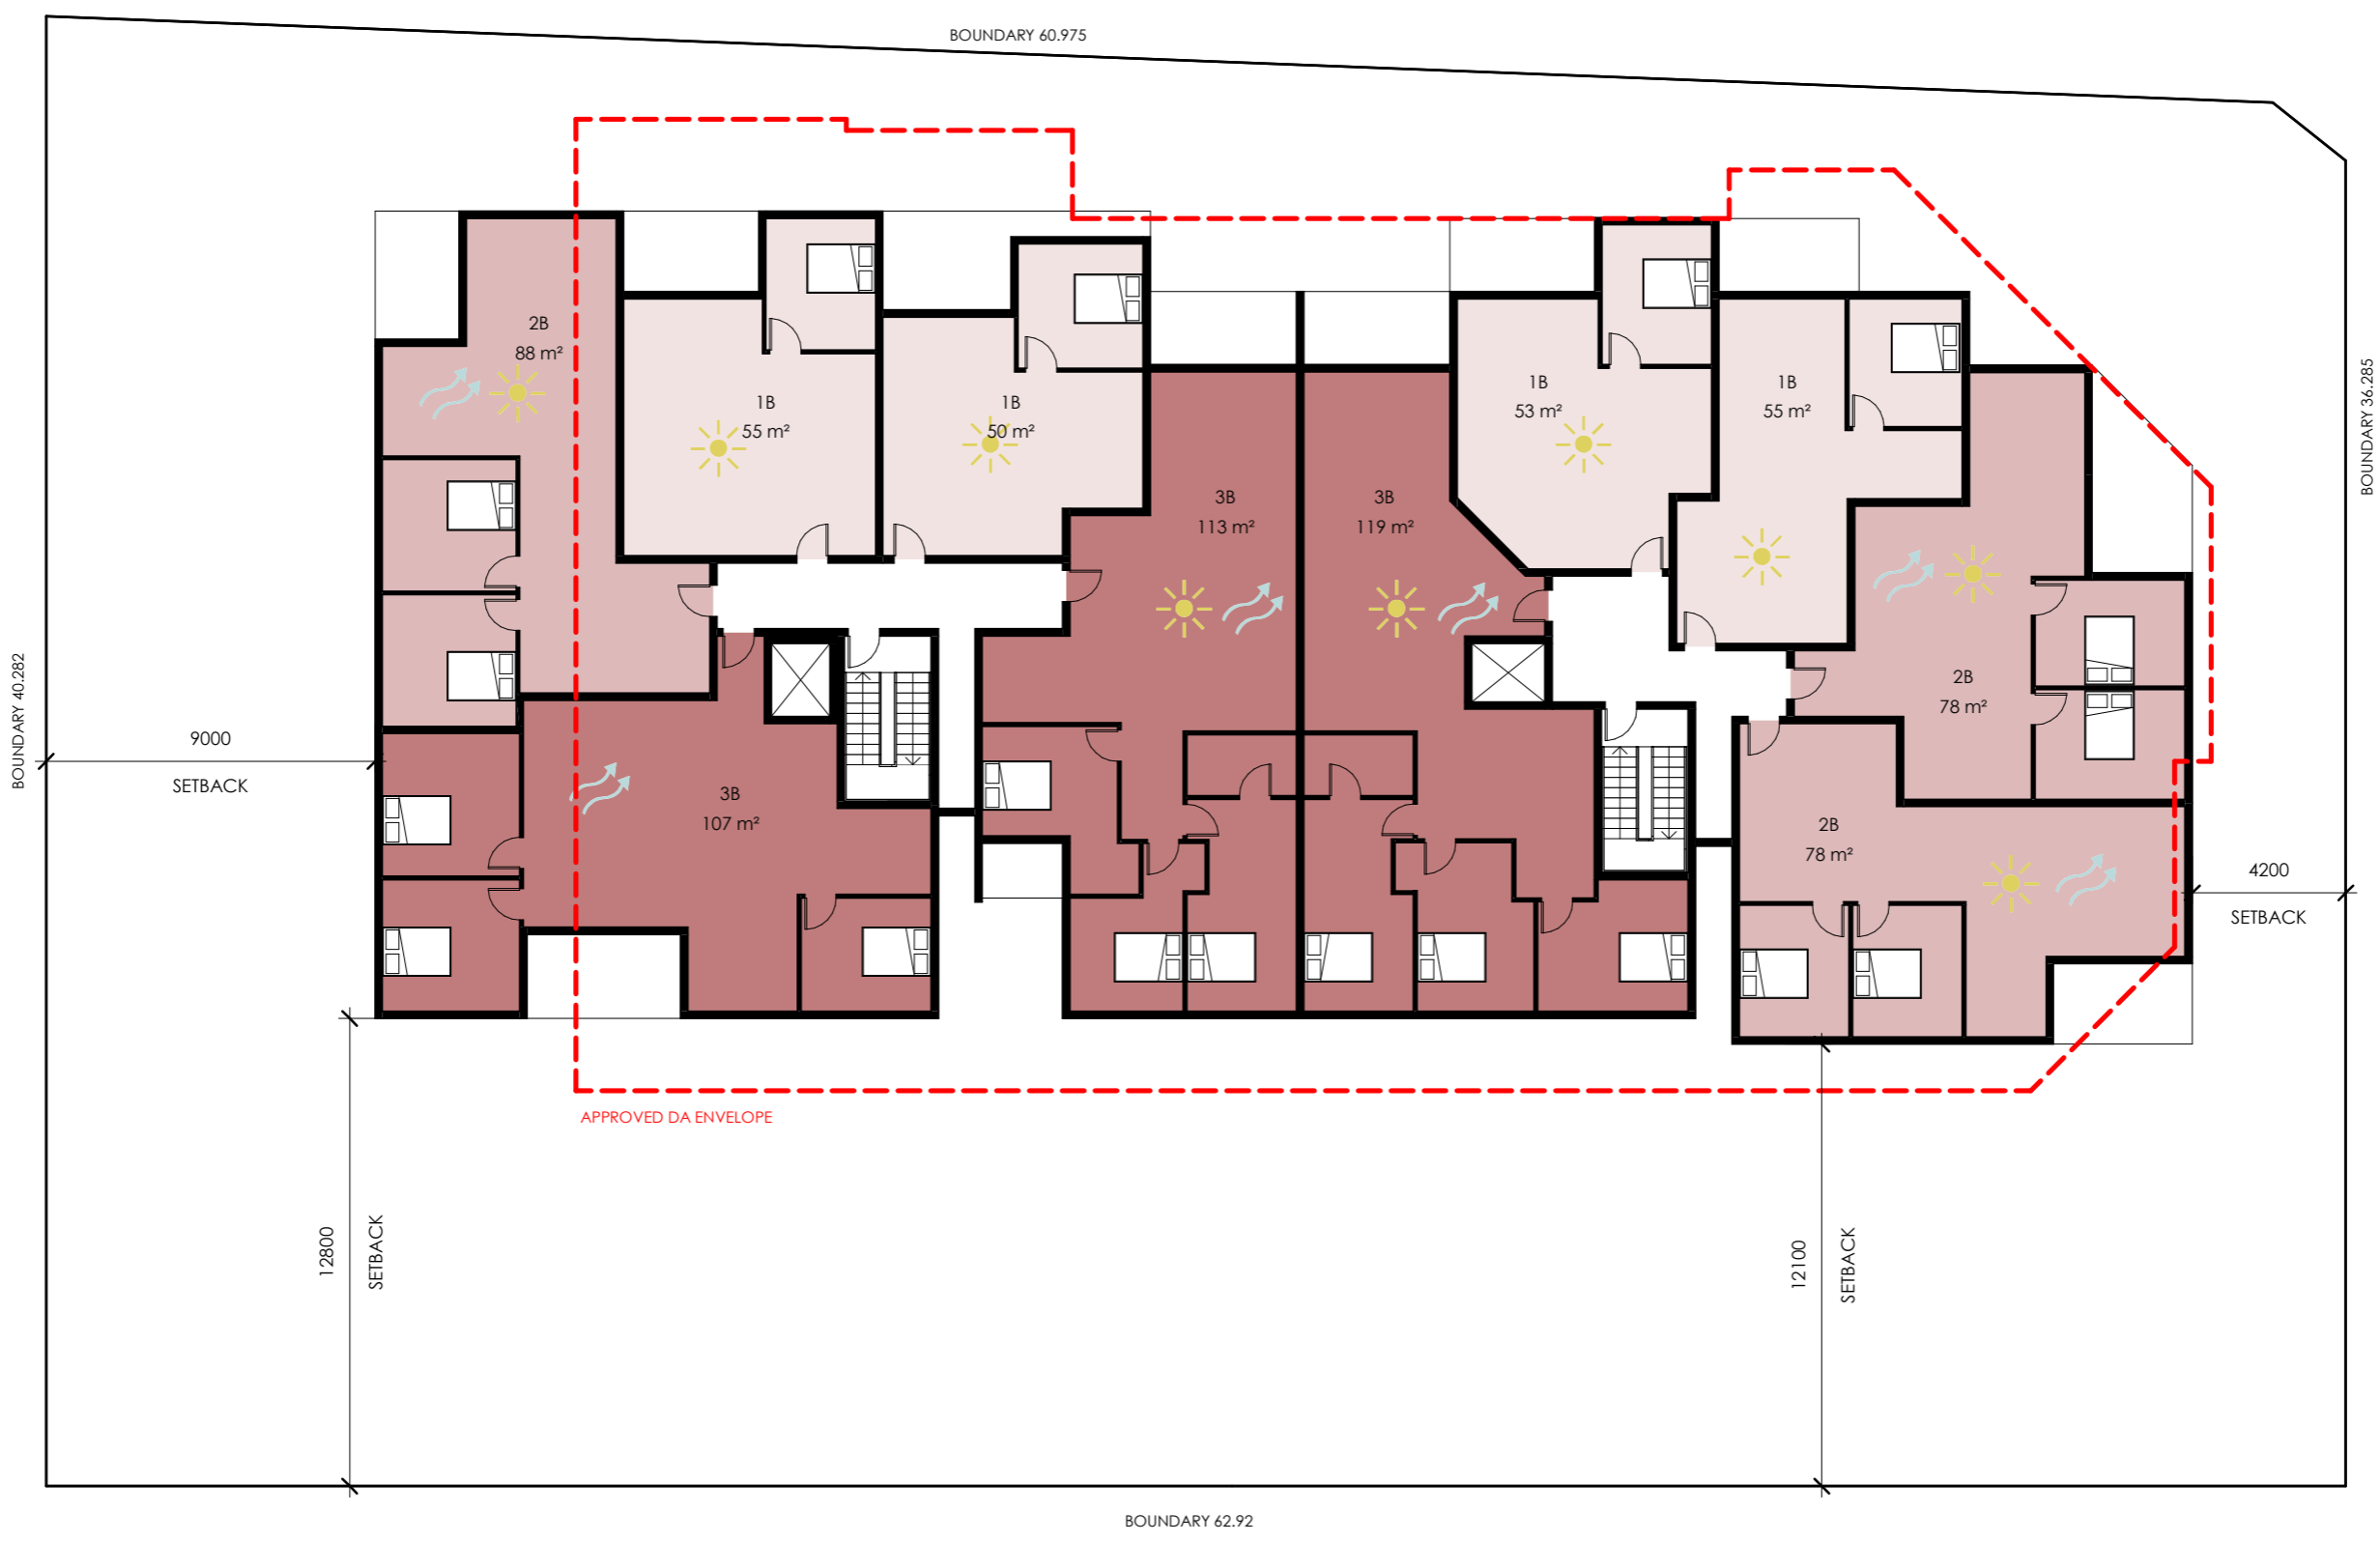 BOUNDARY 60.975
2B
88 m²
1B
55 m²
1B
50 m²
3B
113 m²
3B
119 m²
1B
53 m²
1B
55 m²
BOUNDARY 36.285
2B
78 m²
BOUNDARY 40.282
9000
SETBACK
3B
107 m²
2B
78 m²
4200
SETBACK
APPROVED DA ENVELOPE
12800
SETBACK
12100
SETBACK
BOUNDARY 62.92